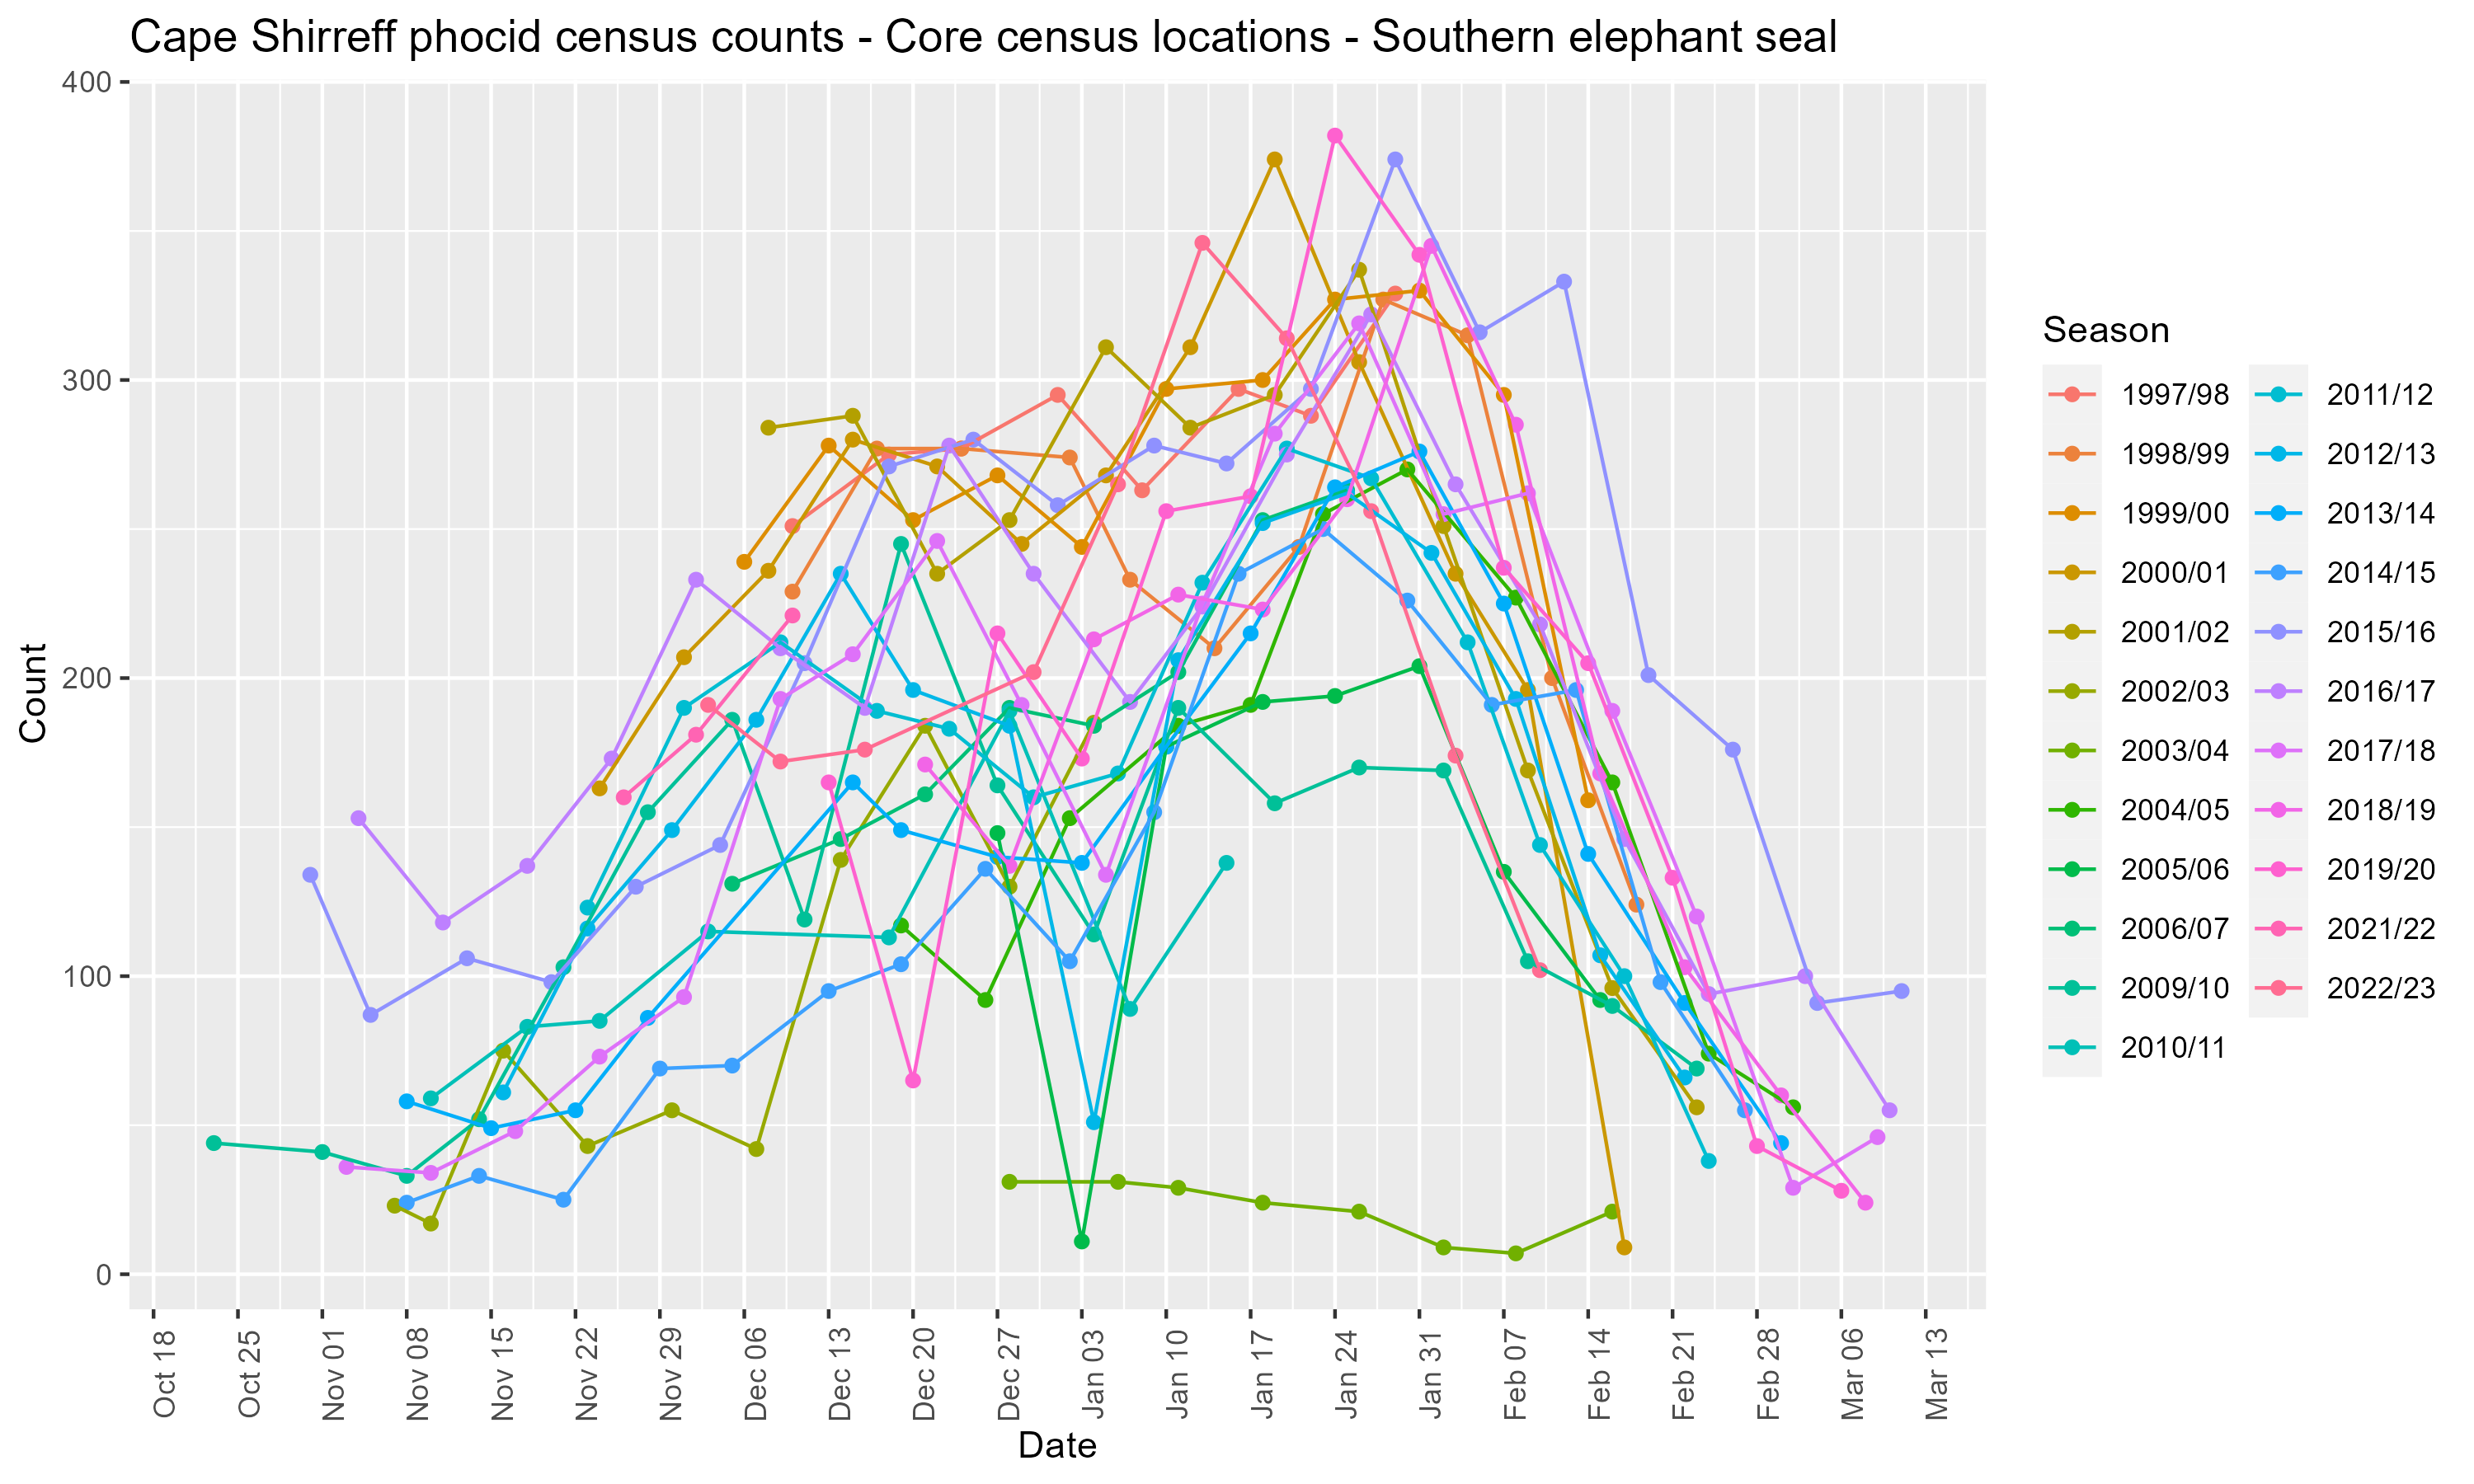 Cape Shirreff phocid census counts - Core census locations - Southern elephant seal
400
300
200
100
0
Count
Oct 18
Oct 25
Nov 01
Nov 08
Nov 15
Nov 22
Nov 29
Dec 06
Dec 13
Dec 20
Dec 27
Jan 03
Jan 10
Jan 17
Jan 24
Jan 31
Feb 07
Feb 14
Feb 21
Feb 28
Mar 06
Mar 13
Date
Season
1997/98
1998/99
1999/00
2000/01
2001/02
2002/03
2003/04
2004/05
2005/06
2006/07
2009/10
2010/11
2011/12
2012/13
2013/14
2014/15
2015/16
2016/17
2017/18
2018/19
2019/20
2021/22
2022/23